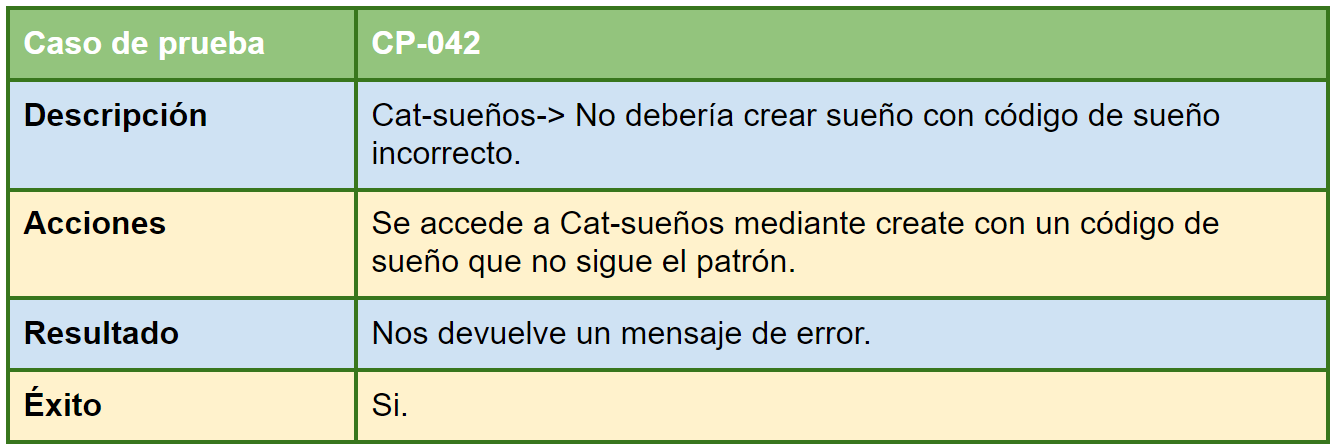 Caso de prueba CP-042
Descripción Cat-sueños-> No debería crear sueño con código de sueño
incorrecto.
Acciones Se accede a Cat-sueños mediante create con un código de
sueño que no sigue el patrón.
Resultado Nos devuelve un mensaje de error.
Éxito Si.